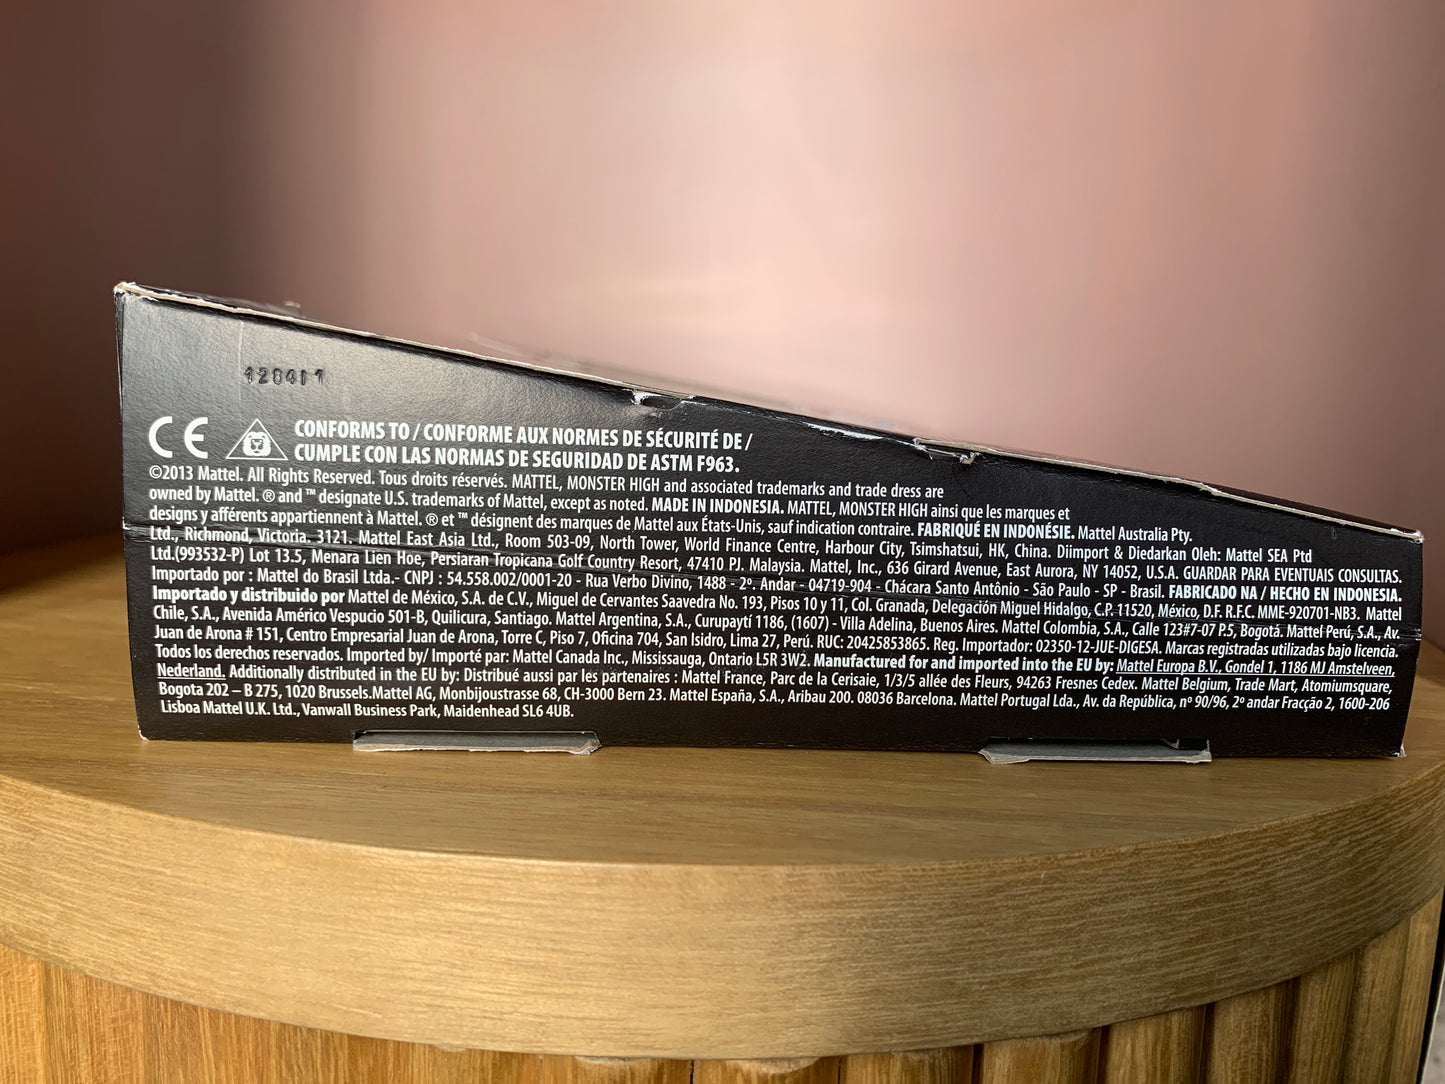 12841 1
CE
CONFORMS TO / CONFORME AUX NORMES DE SÉCURITÉ DE /
CUMPLE CON LAS NORMAS DE SEGURIDAD DE ASTM F963.
©2013 Mattel. All Rights Reserved. Tous droits réservés. MATTEL, MONSTER HIGH and associated trademarks and trade dress are
owned by Mattel. ® and ™ designate U.S. trademarks of Mattel, except as noted. MADE IN INDONESIA. MATTEL, MONSTER HIGH ainsi que les marques et
designs y afférents appartiennent à Mattel. ® et ™ désignent des marques de Mattel aux États-Unis, sauf indication contraire. FABRIQUÉ EN INDONÉSIE. Mattel Australia Pty.
Ltd., Richmond, Victoria. 3121. Mattel East Asia Ltd., Room 503-09, North Tower, World Finance Centre, Harbour City, Tsimshatsui, HK, China. Diimport & Diedarkan Oleh: Mattel SEA Ptd
Ltd.(993532-P) Lot 13.5, Menara Lien Hoe, Persiaran Tropicana Golf Country Resort, 47410 PJ. Malaysia. Mattel, Inc., 636 Girard Avenue, East Aurora, NY 14052, U.S.A. GUARDAR PARA EVENTUAIS CONSULTAS.
Importado por : Mattel do Brasil Ltda.- CNPJ : 54.558.002/0001-20 - Rua Verbo Divino, 1488 - 2º. Andar - 04719-904 - Chácara Santo Antônio - São Paulo - SP - Brasil. FABRICADO NA / HECHO EN INDONESIA.
Importado y distribuido por Mattel de México, S.A. de C.V., Miguel de Cervantes Saavedra No. 193, Pisos 10 y 11, Col. Granada, Delegación Miguel Hidalgo, C.P. 11520, México, D.F. R.F.C. MME-920701-NB3. Mattel
Chile, S.A., Avenida Américo Vespucio 501-B, Quilicura, Santiago. Mattel Argentina, S.A., Curupaytí 1186, (1607) - Villa Adelina, Buenos Aires. Mattel Colombia, S.A., Calle 123#7-07 P.5, Bogotá. Mattel Perú, S.A., Av.
Juan de Arona # 151, Centro Empresarial Juan de Arona, Torre C, Piso 7, Oficina 704, San Isidro, Lima 27, Perú. RUC: 20425853865. Reg. Importador: 02350-12-JUE-DIGESA. Marcas registradas utilizadas bajo licencia.
Todos los derechos reservados. Imported by/ Importé par: Mattel Canada Inc., Mississauga, Ontario L5R 3W2. Manufactured for and imported into the EU by: Mattel Europa B.V., Gondel 1, 1186 MJ Amstelveen,
Nederland. Additionally distributed in the EU by: Distribué aussi par les partenaires : Mattel France, Parc de la Cerisaie, 1/3/5 allée des Fleurs, 94263 Fresnes Cedex. Mattel Belgium, Trade Mart, Atomiumsquare,
Bogota 202 – B 275, 1020 Brussels.Mattel AG, Monbijoustrasse 68, CH-3000 Bern 23. Mattel España, S.A., Aribau 200. 08036 Barcelona. Mattel Portugal Lda., Av. da República, nº 90/96, 2º andar Fracção 2, 1600-206
Lisboa Mattel U.K. Ltd., Vanwall Business Park, Maidenhead SL6 4UB.